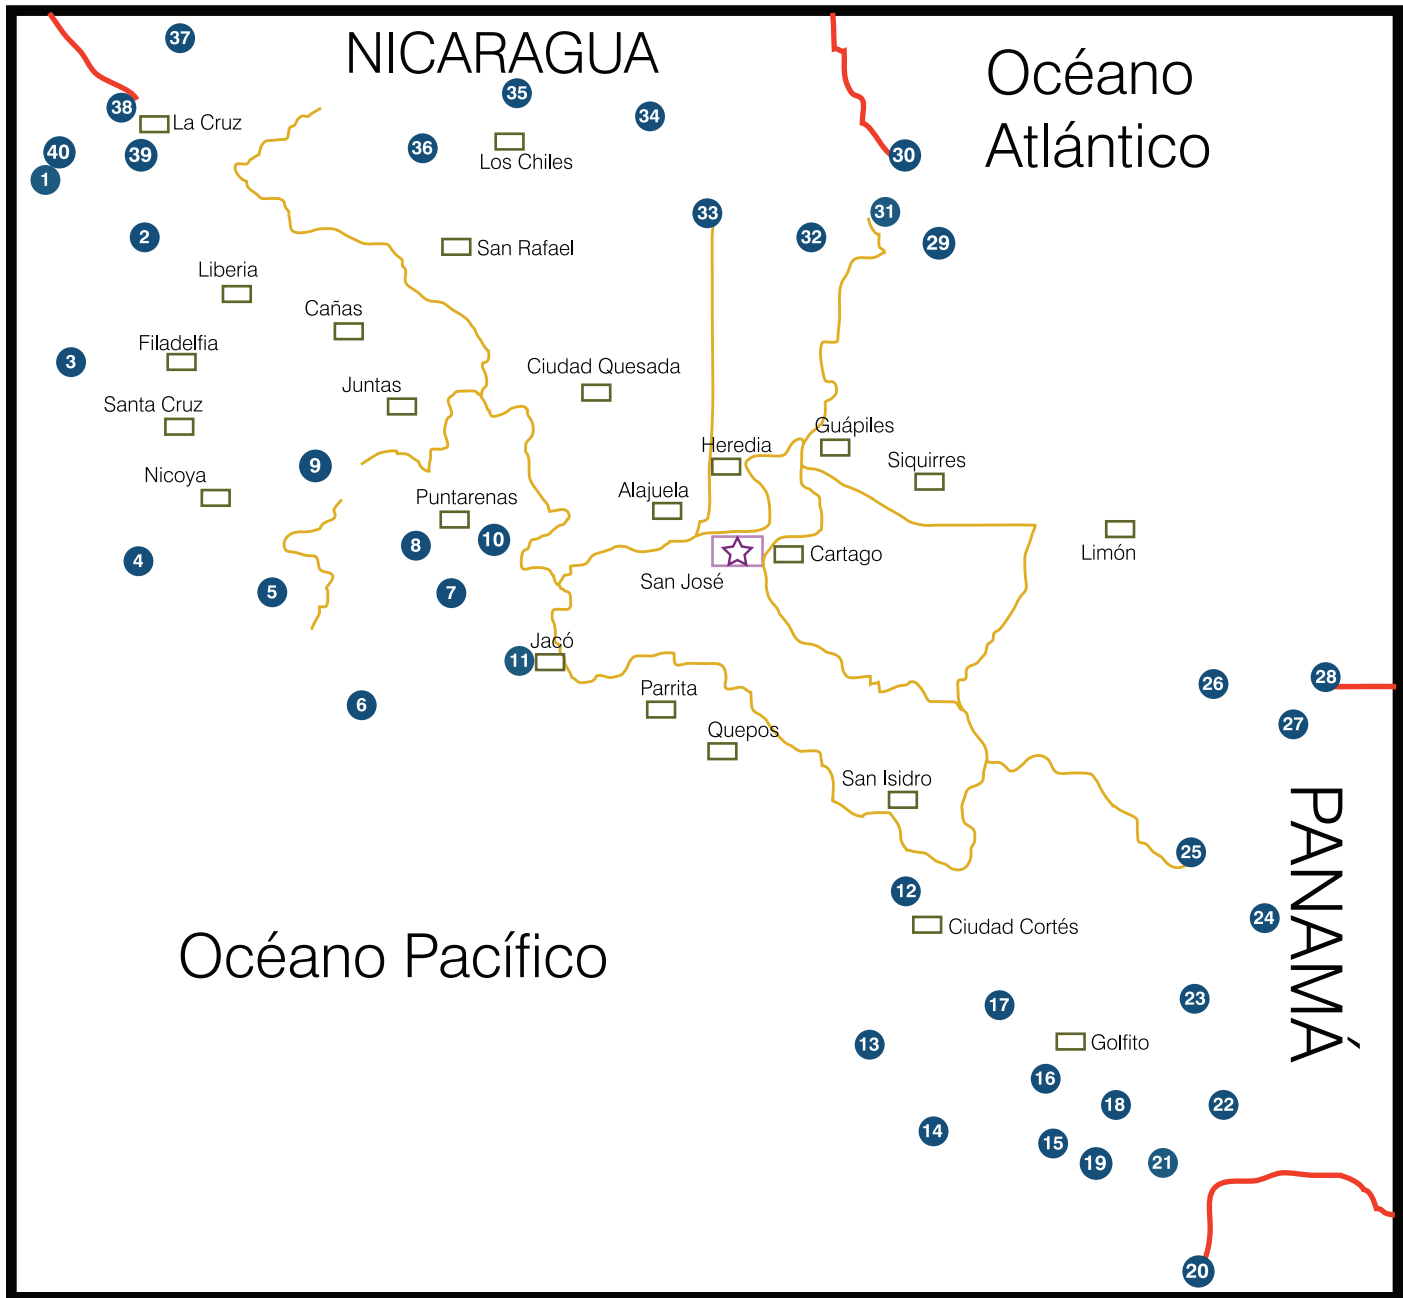 37
NICARAGUA
Océano
Atlántico
35
38
34
La Cruz
40
39
36
Los Chiles
30
1
33
31
2
32
29
San Rafael
Liberia
Cañas
Filadelfia
3
Ciudad Quesada
Juntas
Santa Cruz
Guápiles
Heredia
9
Siquirres
Nicoya
Alajuela
Puntarenas
8
10
4
Cartago
Limón
San José
5
7
Jacó
11
28
26
Parrita
6
27
Quepos
San Isidro
PANAMÁ
25
12
24
Ciudad Cortés
Océano Pacífico
17
23
13
Golfito
16
18
22
14
15
19
21
20